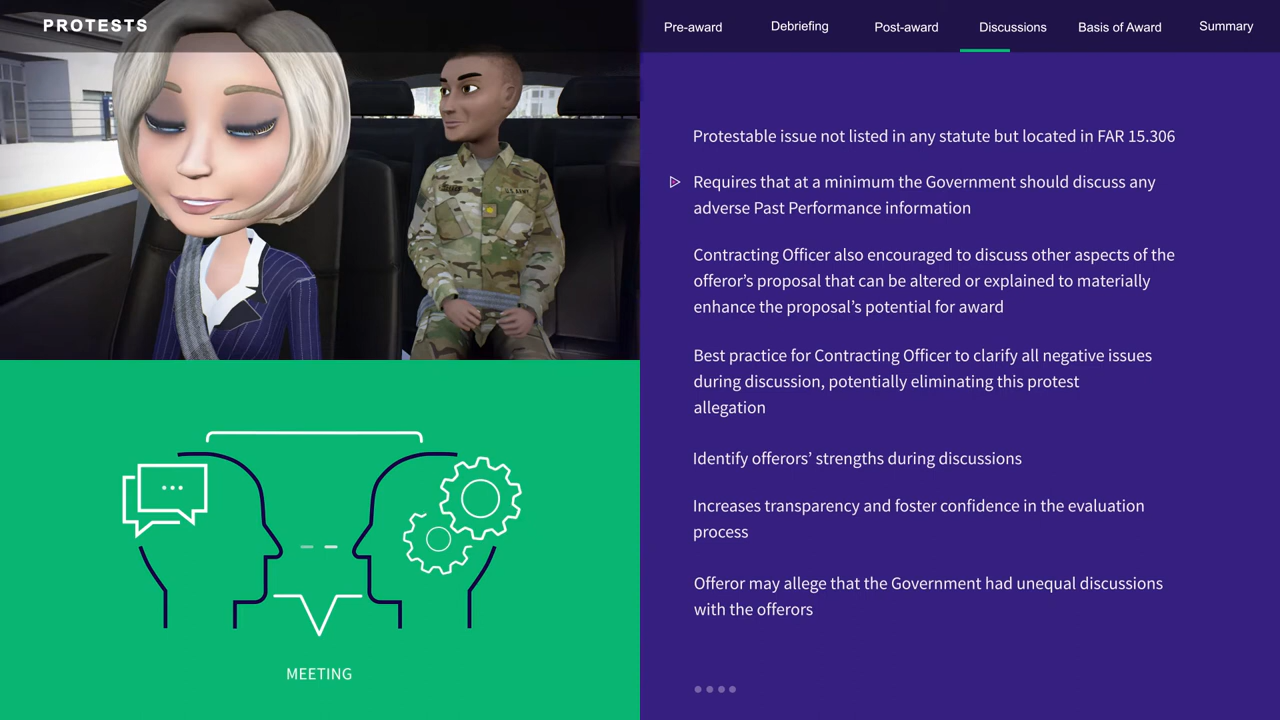 PROTESTS
Pre-award
Debriefing
Post-award
Discussions
Basis of Award
Summary
U.S. ARMY
Protestable issue not listed in any statute but located in FAR 15.306
Requires that at a minimum the Government should discuss any
adverse Past Performance information
Contracting Officer also encouraged to discuss other aspects of the
offeror’s proposal that can be altered or explained to materially
enhance the proposal’s potential for award
Best practice for Contracting Officer to clarify all negative issues
during discussion, potentially eliminating this protest
allegation
Identify offerors’ strengths during discussions
Increases transparency and foster confidence in the evaluation
process
Offeror may allege that the Government had unequal discussions
with the offerors
MEETING